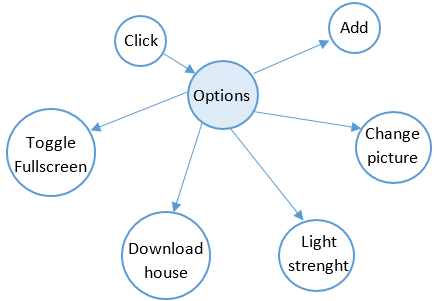 Click
Add
Options
Toggle
Fullscreen
Change
picture
Download
house
Light
strenght